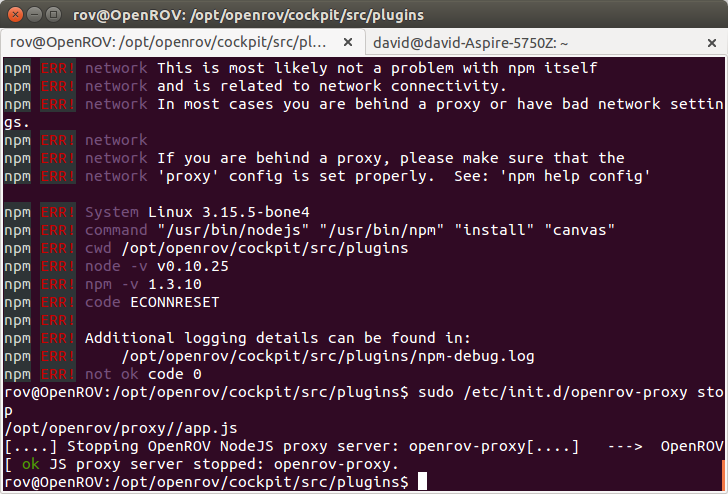 rov@OpenROV: /opt/openrov/cockpit/src/plugins
rov@OpenROV: /opt/openrov/cockpit/src/pl... × david@david-Aspire-5750Z: ~ ×
npm ERR! network This is most likely not a problem with npm itself
npm ERR! network and is related to network connectivity.
npm ERR! network In most cases you are behind a proxy or have bad network settin
gs.
npm ERR! network
npm ERR! network If you are behind a proxy, please make sure that the
npm ERR! network 'proxy' config is set properly.  See: 'npm help config'
npm ERR! System Linux 3.15.5-bone4
npm ERR! command "/usr/bin/nodejs" "/usr/bin/npm" "install" "canvas"
npm ERR! cwd /opt/openrov/cockpit/src/plugins
npm ERR! node -v v0.10.25
npm ERR! npm -v 1.3.10
npm ERR! code ECONNRESET
npm ERR!
npm ERR! Additional logging details can be found in:
npm ERR!     /opt/openrov/cockpit/src/plugins/npm-debug.log
npm ERR! not ok code 0
rov@OpenROV:/opt/openrov/cockpit/src/plugins$ sudo /etc/init.d/openrov-proxy sto
p
/opt/openrov/proxy//app.js
[....] Stopping OpenROV NodeJS proxy server: openrov-proxy[....]   ---> OpenROV
[ ok JS proxy server stopped: openrov-proxy.
rov@OpenROV:/opt/openrov/cockpit/src/plugins$